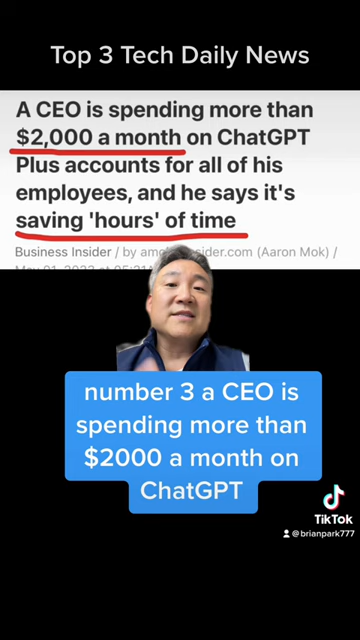 Top 3 Tech Daily News
A CEO is spending more than
$2,000 a month on ChatGPT
Plus accounts for all of his
employees, and he says it's
saving 'hours' of time
Business Insider / by (Aaron Mok) /
number 3 a CEO is
spending more than
$2000 a month on
ChatGPT
TikTok
@brianpark777